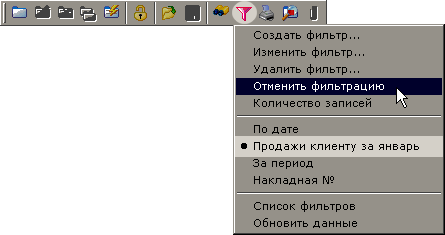 Создать фильтр...
Изменить фильтр...
Удалить фильтр...
Отменить фильтрацию
Количество записей
По дате
Продажи клиенту за январь
За период
Накладная №
Список фильтров
Обновить данные